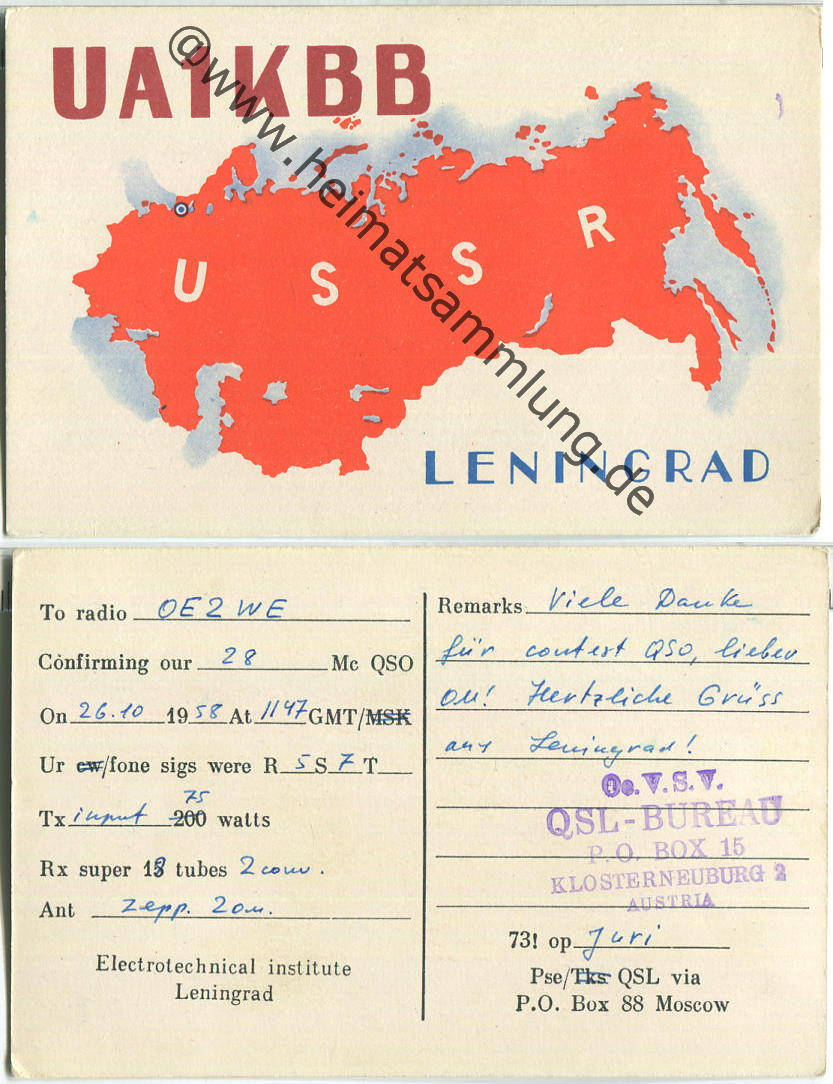 UA1KBB
@www.heimatsammlung.de
U S S R
LENINGRAD
To radio OE2WE
Confirming our 28 Mc QSO
On 26.10 1958 At 1147 GMT/MSK
Ur cw/fone sigs were R 5 S 7 T
75
Tx input 200 watts
Rx super 13 tubes 2 conv.
Ant Zepp. 20m.
Electrotechnical institute
Leningrad
Remarks Viele Danke
für contest QSO, lieber
OM! Hertzliche Grüss
aus Leningrad!
Oe.V.S.V.
QSL-BUREAU
P.O. BOX 15
KLOSTERNEUBURG 2
AUSTRIA
73! op Juri
Pse/Tks QSL via
P.O. Box 88 Moscow